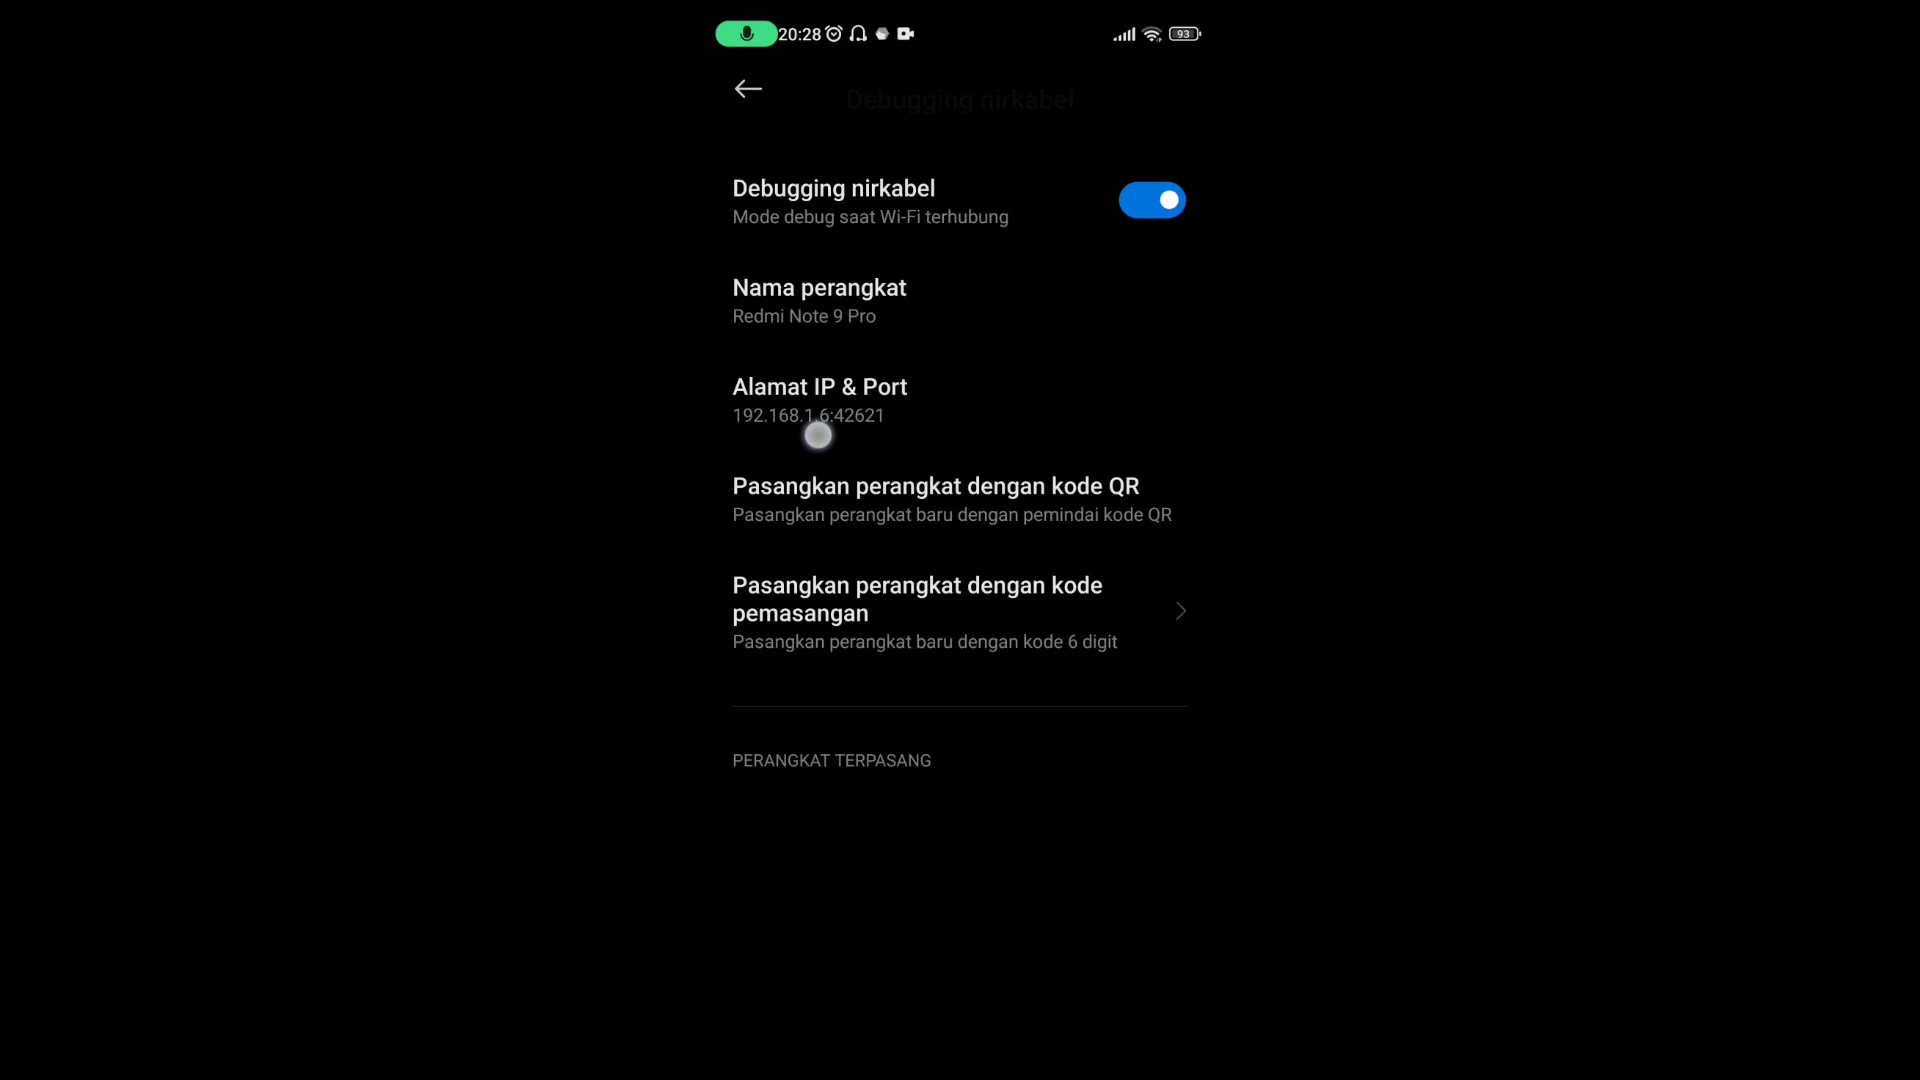 20:28
93
Debugging nirkabel
Debugging nirkabel
Mode debug saat Wi-Fi terhubung
Nama perangkat
Redmi Note 9 Pro
Alamat IP & Port
192.168.1.6:42621
Pasangkan perangkat dengan kode QR
Pasangkan perangkat baru dengan pemindai kode QR
Pasangkan perangkat dengan kode
pemasangan
Pasangkan perangkat baru dengan kode 6 digit
PERANGKAT TERPASANG